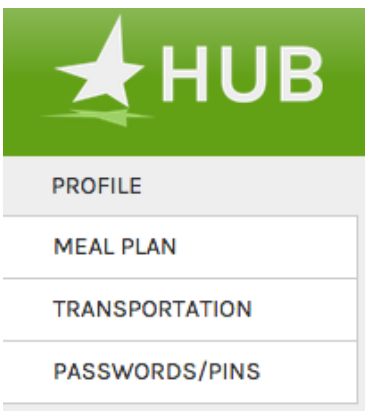 HUB
PROFILE
MEAL PLAN
TRANSPORTATION
PASSWORDS/PINS